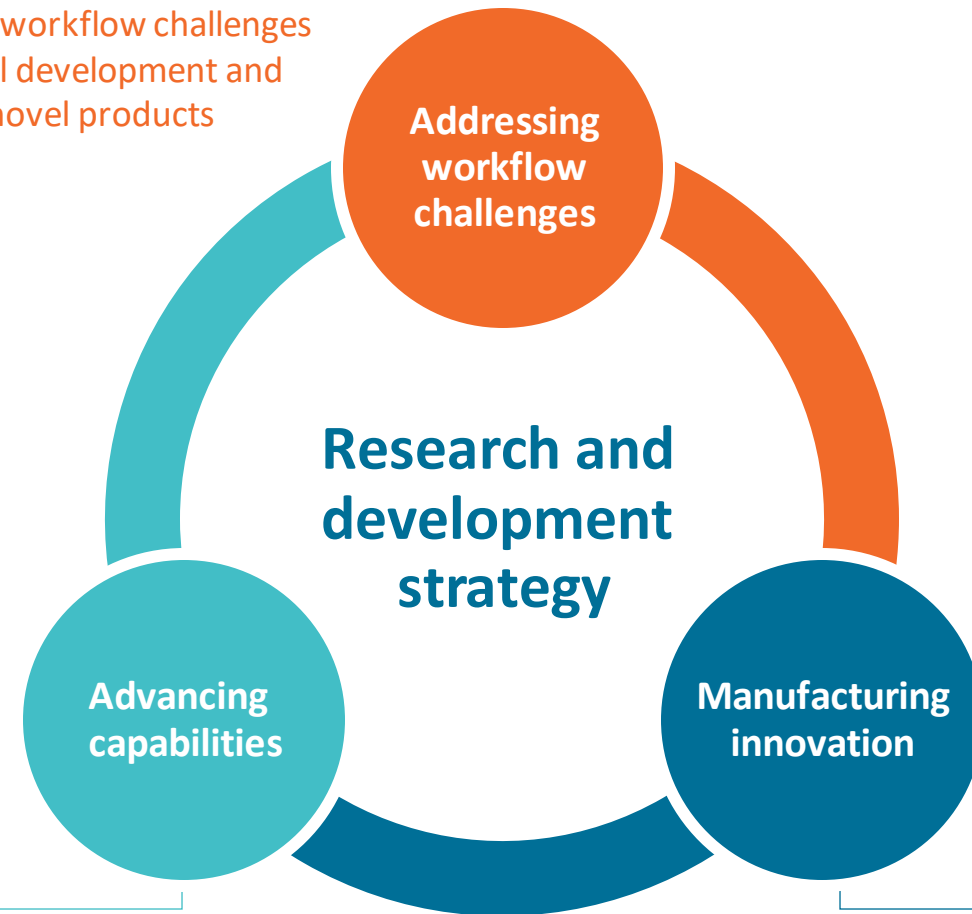 workflow challenges
l development and
novel products
Addressing
workflow
challenges
Research and
development
strategy
Advancing
capabilities
Manufacturing
innovation